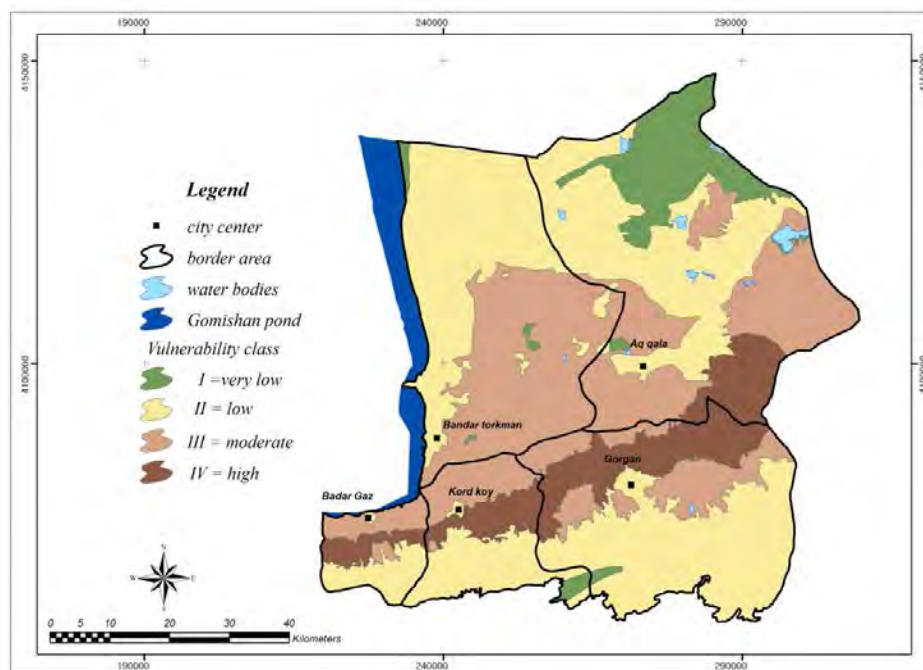 190000
240000
290000
4150000
4150000
Legend
city center
border area
water bodies
Gomishan pond
Vulnerability class
I =very low
II = low
III = moderate
IV = high
Aq qala
4100000
4100000
Bandar torkman
Gorgan
Badar Gaz
Kord koy
N
W
E
S
0 5 10 20 30 40
Kilometers
190000
240000
290000